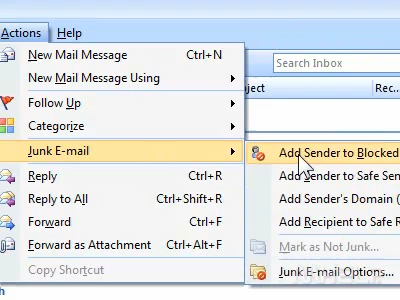 Actions Help
New Mail Message Ctrl+N
New Mail Message Using
Search Inbox
Follow Up
Rec...
Categorize
Junk E-mail
Add Sender to Blocked
Reply Ctrl+R
Add Sender to Safe Sen
Reply to All Ctrl+Shift+R
Add Sender's Domain (
Forward Ctrl+F
Add Recipient to Safe R
Forward as Attachment Ctrl+Alt+F
Mark as Not Junk...
Copy Shortcut
Junk E-mail Options...